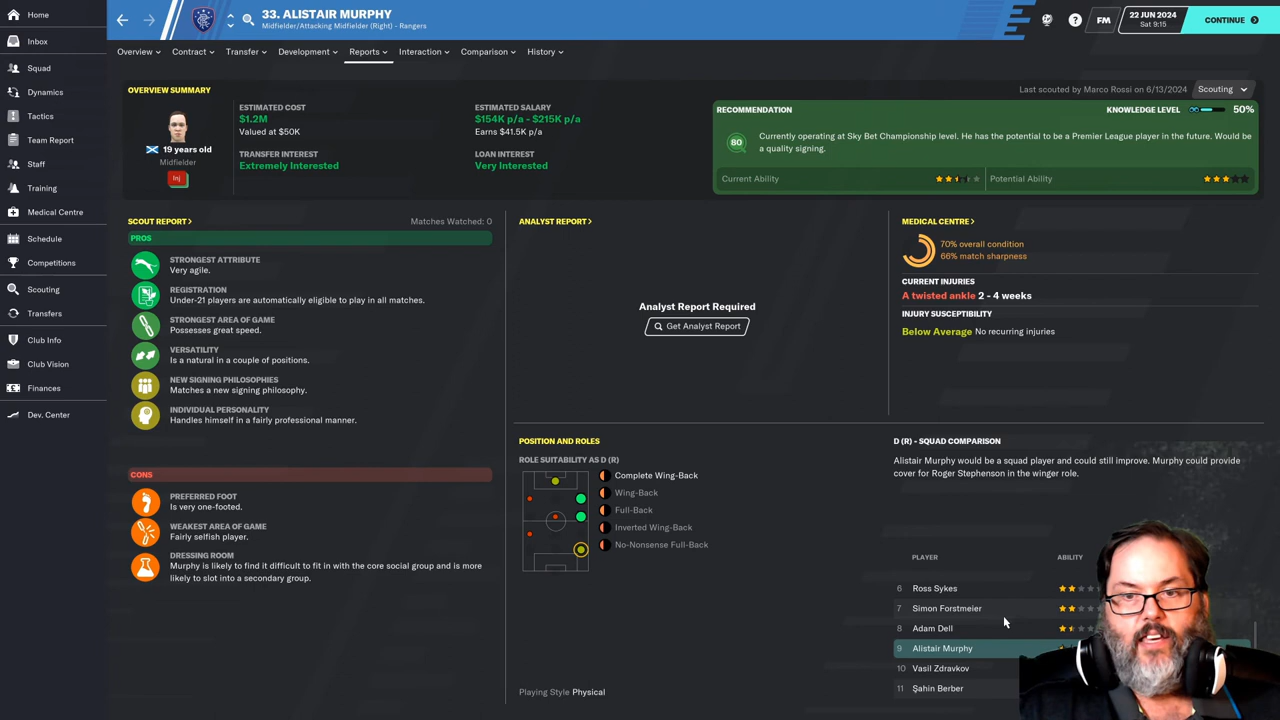 Home
Inbox
Squad
Dynamics
Tactics
Team Report
Staff
Training
Medical Centre
Schedule
Competitions
Scouting
Transfers
Club Info
Club Vision
Finances
Dev. Center
33. ALISTAIR MURPHY
Midfielder/Attacking Midfielder (Right) - Rangers
?
FM
22 JUN 2024
Sat 9:15
CONTINUE
Overview
Contract
Transfer
Development
Reports
Interaction
Comparison
History
OVERVIEW SUMMARY
Last scouted by Marco Rossi on 6/13/2024
Scouting
19 years old
Midfielder
Inj
ESTIMATED COST
$1.2M
Valued at $50K
TRANSFER INTEREST
Extremely Interested
ESTIMATED SALARY
$154K p/a - $215K p/a
Earns $41.5K p/a
LOAN INTEREST
Very Interested
RECOMMENDATION
KNOWLEDGE LEVEL
50%
80
Currently operating at Sky Bet Championship level. He has the potential to be a Premier League player in the future. Would be
a quality signing.
Current Ability
Potential Ability
SCOUT REPORT >
Matches Watched: 0
PROS
STRONGEST ATTRIBUTE
Very agile.
REGISTRATION
Under-21 players are automatically eligible to play in all matches.
STRONGEST AREA OF GAME
Possesses great speed.
VERSATILITY
Is a natural in a couple of positions.
NEW SIGNING PHILOSOPHIES
Matches a new signing philosophy.
INDIVIDUAL PERSONALITY
Handles himself in a fairly professional manner.
CONS
PREFERRED FOOT
Is very one-footed.
WEAKEST AREA OF GAME
Fairly selfish player.
DRESSING ROOM
Murphy is likely to find it difficult to fit in with the core social group and is more
likely to slot into a secondary group.
ANALYST REPORT >
Analyst Report Required
Get Analyst Report
MEDICAL CENTRE >
70% overall condition
66% match sharpness
CURRENT INJURIES
A twisted ankle 2 - 4 weeks
INJURY SUSCEPTIBILITY
Below Average No recurring injuries
POSITION AND ROLES
ROLE SUITABILITY AS D (R)
Complete Wing-Back
Wing-Back
Full-Back
Inverted Wing-Back
No-Nonsense Full-Back
Playing Style Physical
D (R) - SQUAD COMPARISON
Alistair Murphy would be a squad player and could still improve. Murphy could provide
cover for Roger Stephenson in the winger role.
PLAYER
ABILITY
6 Ross Sykes
7 Simon Forstmeier
8 Adam Dell
9 Alistair Murphy
10 Vasil Zdravkov
11 Şahin Berber